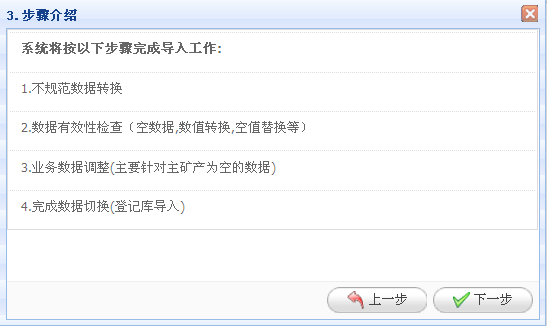 3.步骤介绍
系统将按以下步骤完成导入工作:
1.不规范数据转换
2.数据有效性检查（空数据,数值转换,空值替换等）
3.业务数据调整(主要针对主矿产为空的数据)
4.完成数据切换(登记库导入)
上一步 下一步